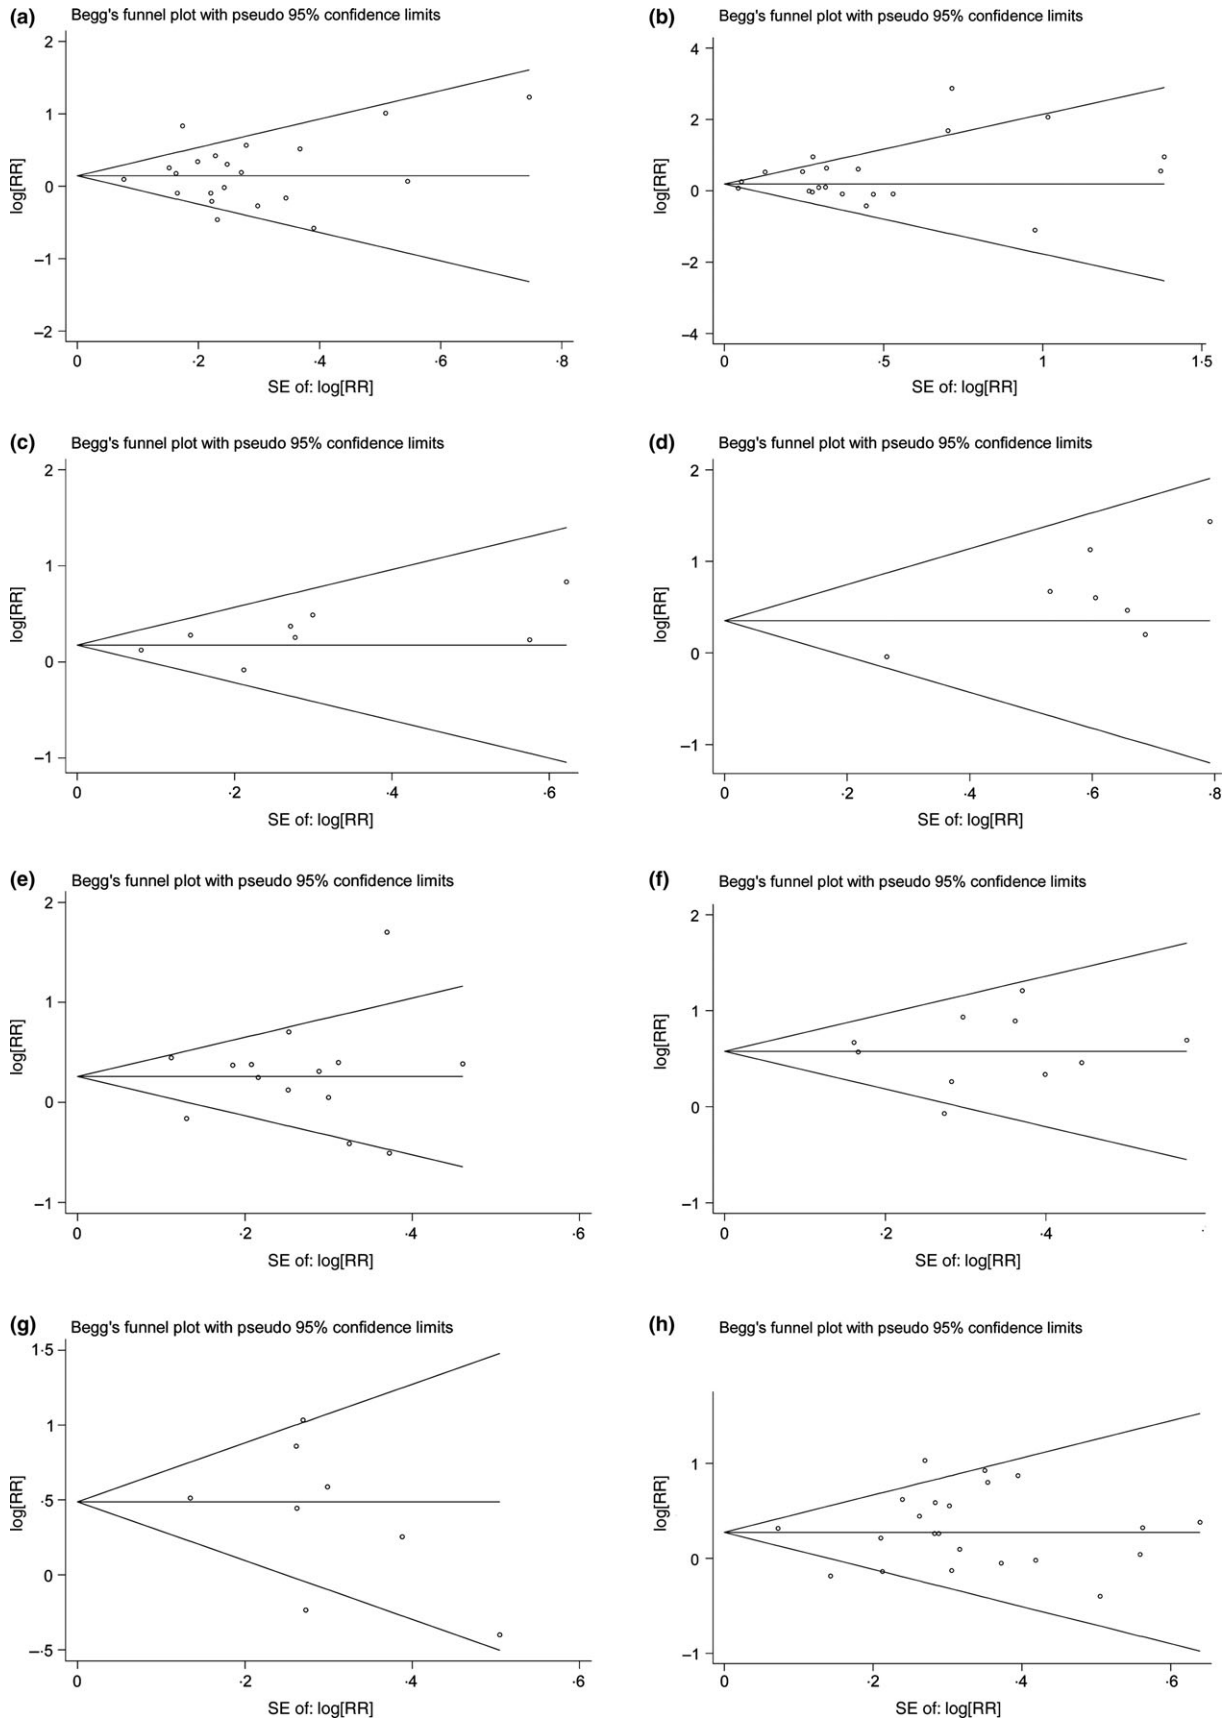 (a) Begg's funnel plot with pseudo 95% confidence limits
2
1
0
–1
–2
log[RR]
0 ·2 ·4 ·6 ·8
SE of: log[RR]
(b) Begg's funnel plot with pseudo 95% confidence limits
4
2
0
–2
–4
log[RR]
0 ·5 1 1·5
SE of: log[RR]
(c) Begg's funnel plot with pseudo 95% confidence limits
2
1
0
–1
log[RR]
0 ·2 ·4 ·6
SE of: log[RR]
(d) Begg's funnel plot with pseudo 95% confidence limits
2
1
0
–1
log[RR]
0 ·2 ·4 ·6 ·8
SE of: log[RR]
(e) Begg's funnel plot with pseudo 95% confidence limits
2
1
0
–1
log[RR]
0 ·2 ·4 ·6
SE of: log[RR]
(f) Begg's funnel plot with pseudo 95% confidence limits
2
1
0
–1
log[RR]
0 ·2 ·4
SE of: log[RR]
(g) Begg's funnel plot with pseudo 95% confidence limits
1·5
1
·5
0
–·5
log[RR]
0 ·2 ·4 ·6
SE of: log[RR]
(h) Begg's funnel plot with pseudo 95% confidence limits
1
0
–1
log[RR]
0 ·2 ·4 ·6
SE of: log[RR]